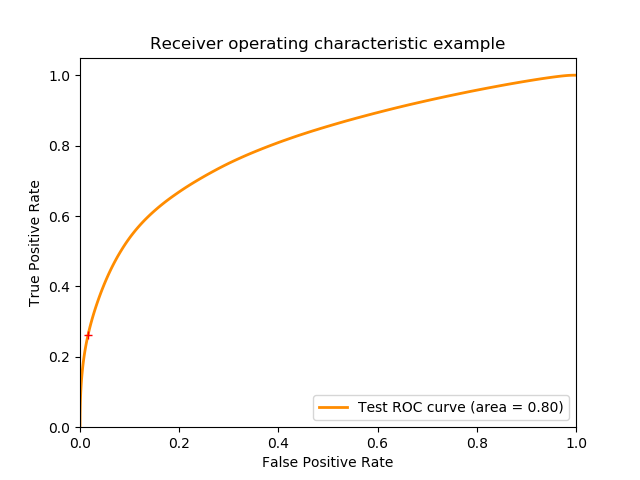 Receiver operating characteristic example
1.0
0.8
0.6
0.4
0.2
0.0
True Positive Rate
Test ROC curve (area = 0.80)
0.0 0.2 0.4 0.6 0.8 1.0
False Positive Rate